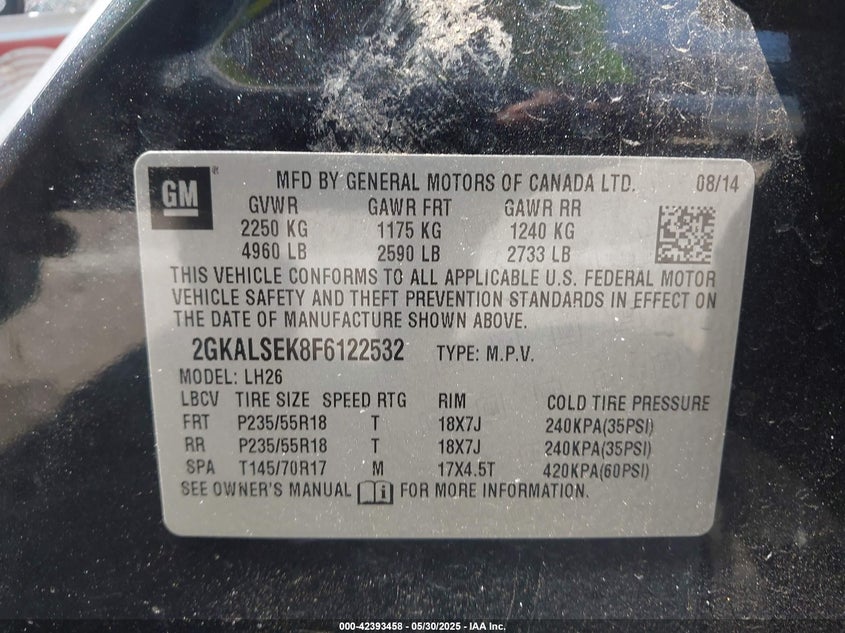 GM ®
MFD BY GENERAL MOTORS OF CANADA LTD. 08/14
GVWR GAWR FRT GAWR RR
2250 KG 1175 KG 1240 KG
4960 LB 2590 LB 2733 LB
THIS VEHICLE CONFORMS TO ALL APPLICABLE U.S. FEDERAL MOTOR
VEHICLE SAFETY AND THEFT PREVENTION STANDARDS IN EFFECT ON
THE DATE OF MANUFACTURE SHOWN ABOVE.
2GKALSEK8F6122532 TYPE: M.P.V.
MODEL: LH26
LBCV TIRE SIZE SPEED RTG RIM COLD TIRE PRESSURE
FRT P235/55R18 T 18X7J 240KPA(35PSI)
RR P235/55R18 T 18X7J 240KPA(35PSI)
SPA T145/70R17 M 17X4.5T 420KPA(60PSI)
SEE OWNER'S MANUAL i FOR MORE INFORMATION.
000-42393458 - 05/30/2025 - IAA Inc.